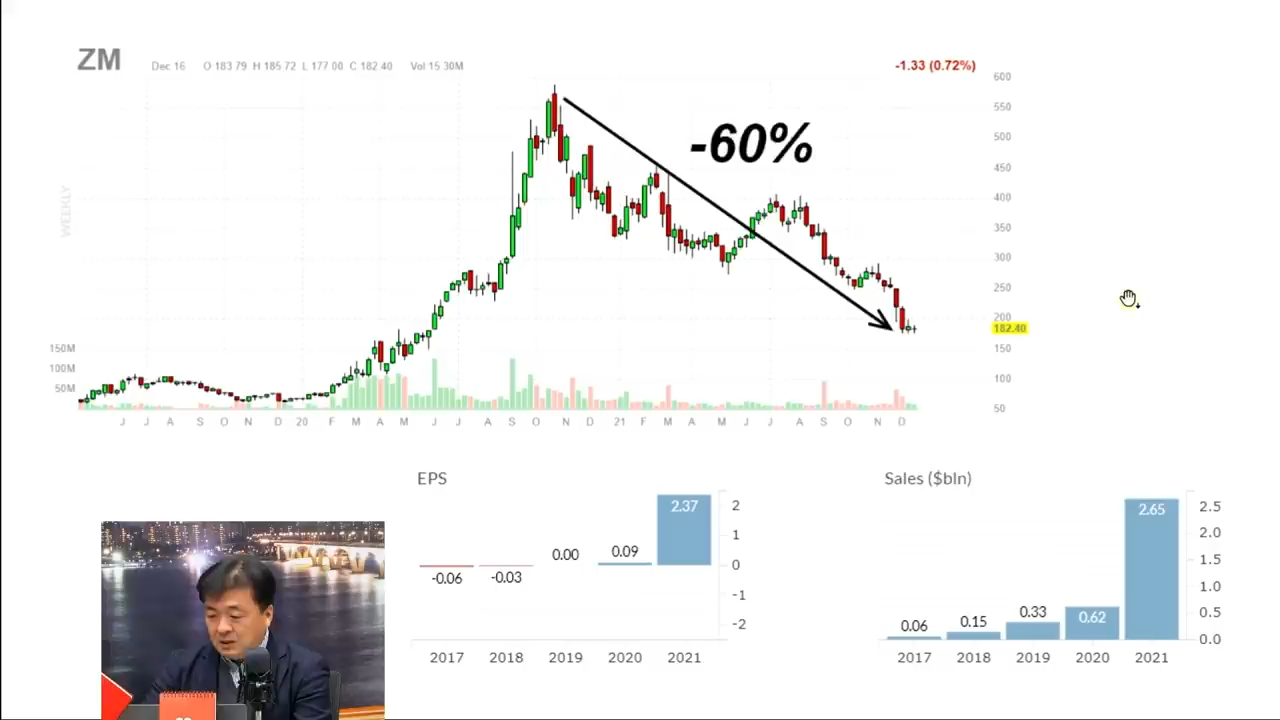 ZM Dec 16 O 183.79 H 185.72 L 177.00 C 182.40 Vol 15.30M -1.33 (0.72%)
600
550
-60%
500
450
400
WEEKLY
350
300
250
200
182.40
150M 150
100M 100
50M 50
J J A S O N D 20 F M A M J J A S O N D 21 F M A M J J A S O N D
EPS
2
1
0
-1
-2
-0.06 -0.03 0.00 0.09 2.37
2017 2018 2019 2020 2021
Sales ($bln)
2.5
2.0
1.5
1.0
0.5
0.0
0.06 0.15 0.33 0.62 2.65
2017 2018 2019 2020 2021